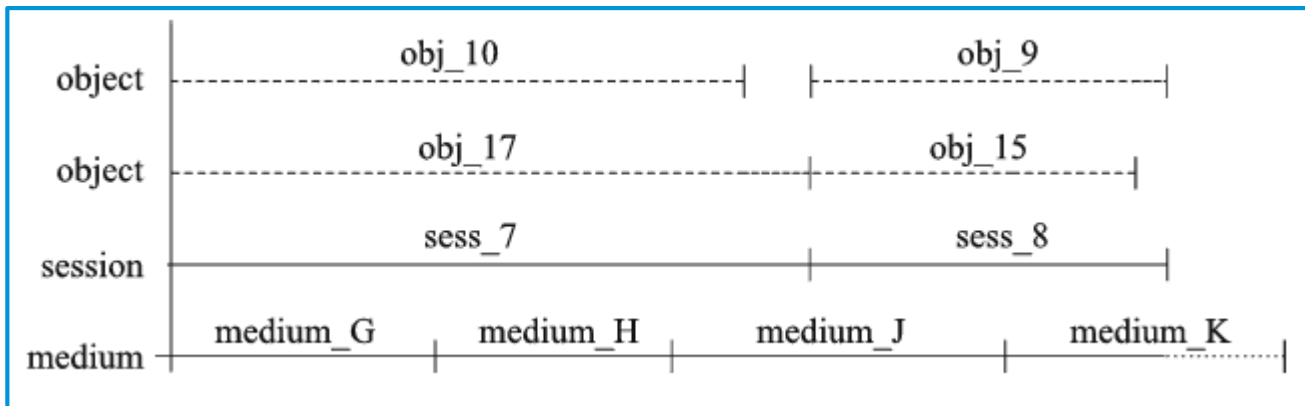 object obj_10 obj_9
object obj_17 obj_15
session sess_7 sess_8
medium medium_G medium_H medium_J medium_K